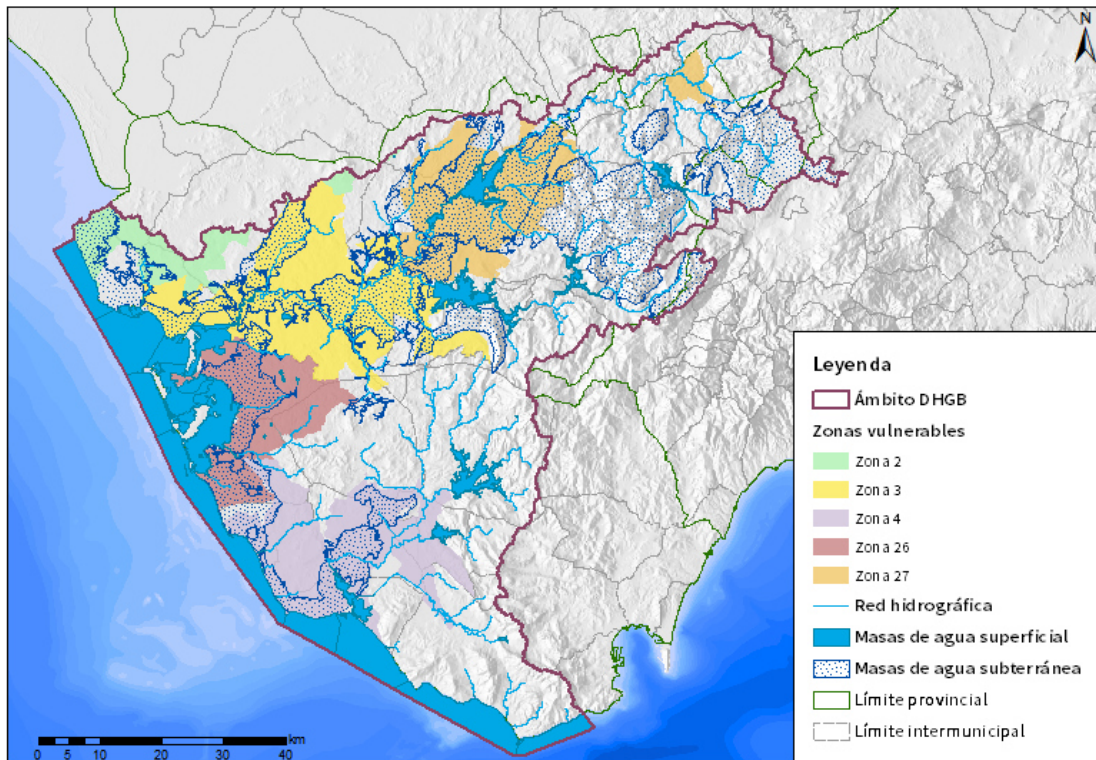 N
Leyenda
Ámbito DHGB
Zonas vulnerables
Zona 2
Zona 3
Zona 4
Zona 26
Zona 27
Red hidrográfica
Masas de agua superficial
Masas de agua subterránea
Límite provincial
Límite intermunicipal
km
0 5 10 20 30 40